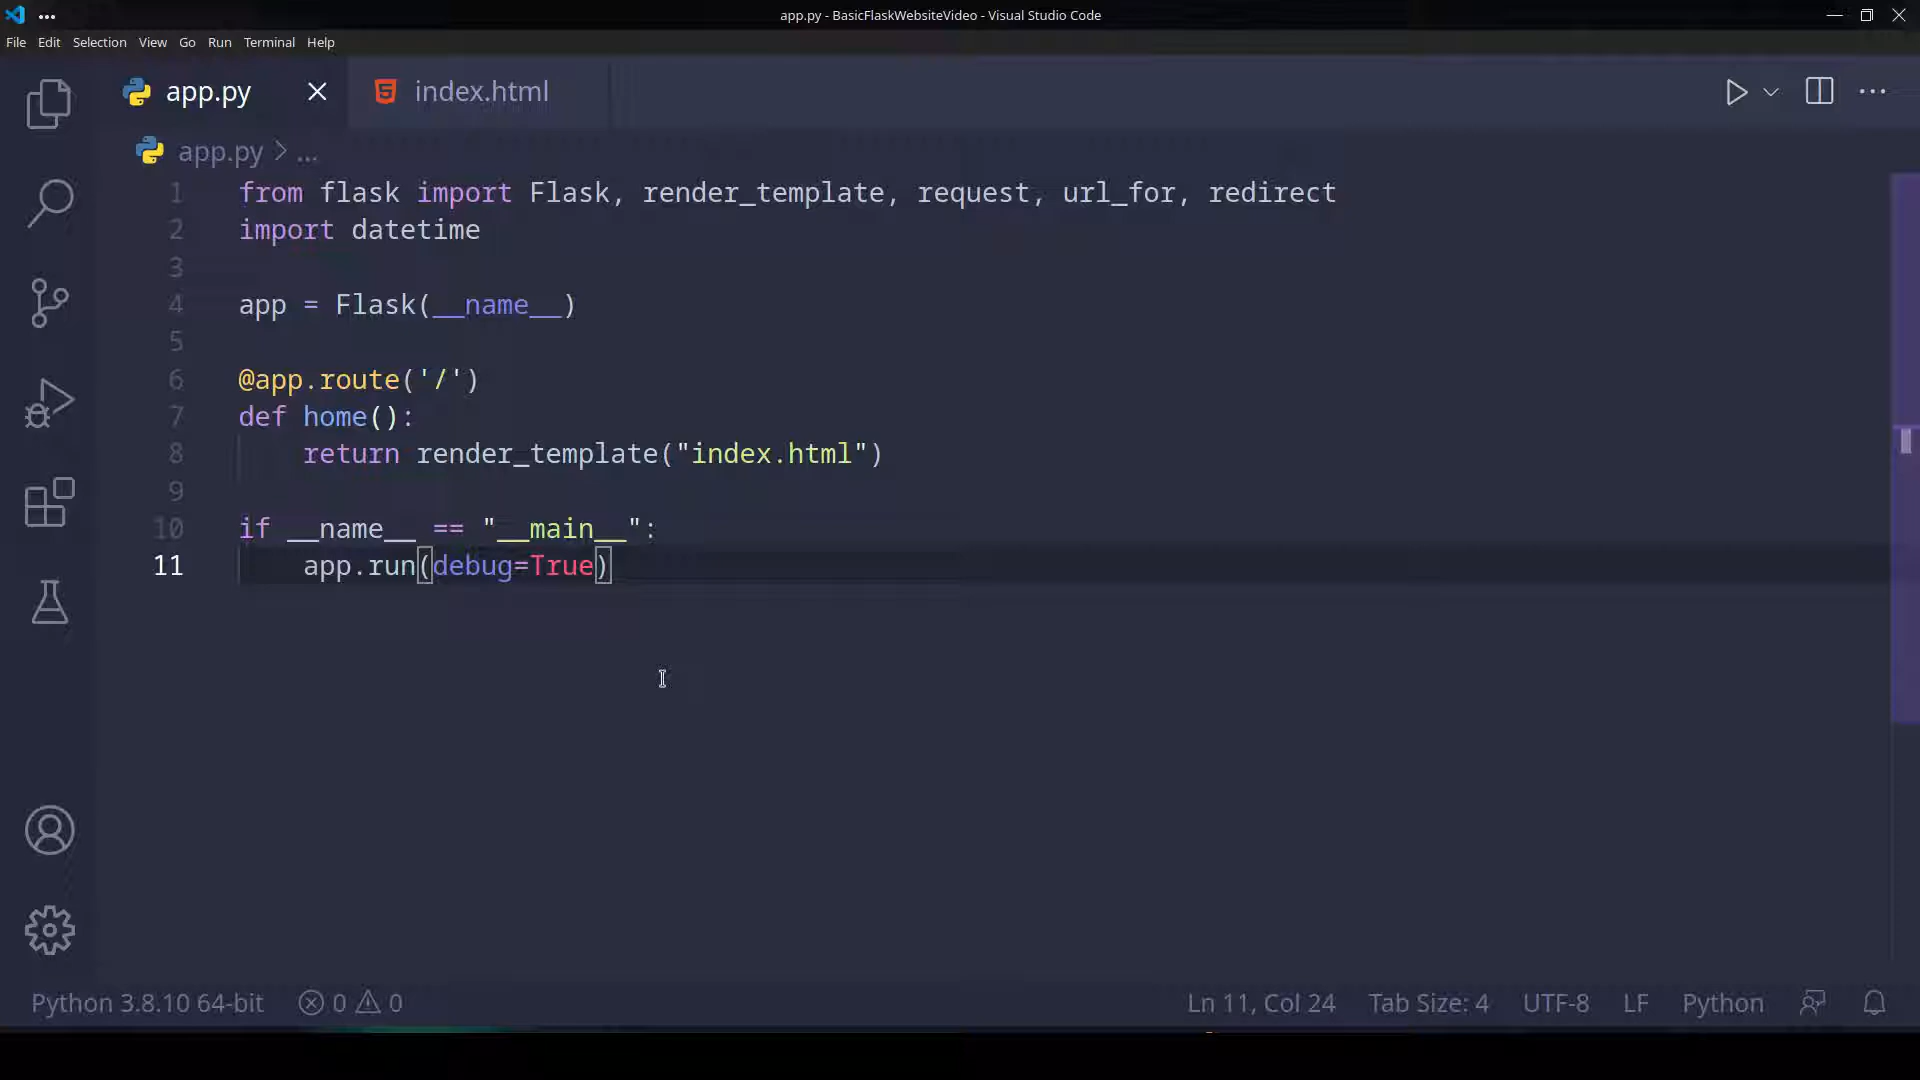 app.py - BasicFlaskWebsiteVideo - Visual Studio Code
File Edit Selection View Go Run Terminal Help
app.py index.html
app.py > ...
1 from flask import Flask, render_template, request, url_for, redirect
2 import datetime
3
4 app = Flask(__name__)
5
6 @app.route('/')
7 def home():
8     return render_template("index.html")
9
10 if __name__ == "__main__":
11     app.run(debug=True)
Python 3.8.10 64-bit 0 0 Ln 11, Col 24 Tab Size: 4 UTF-8 LF Python